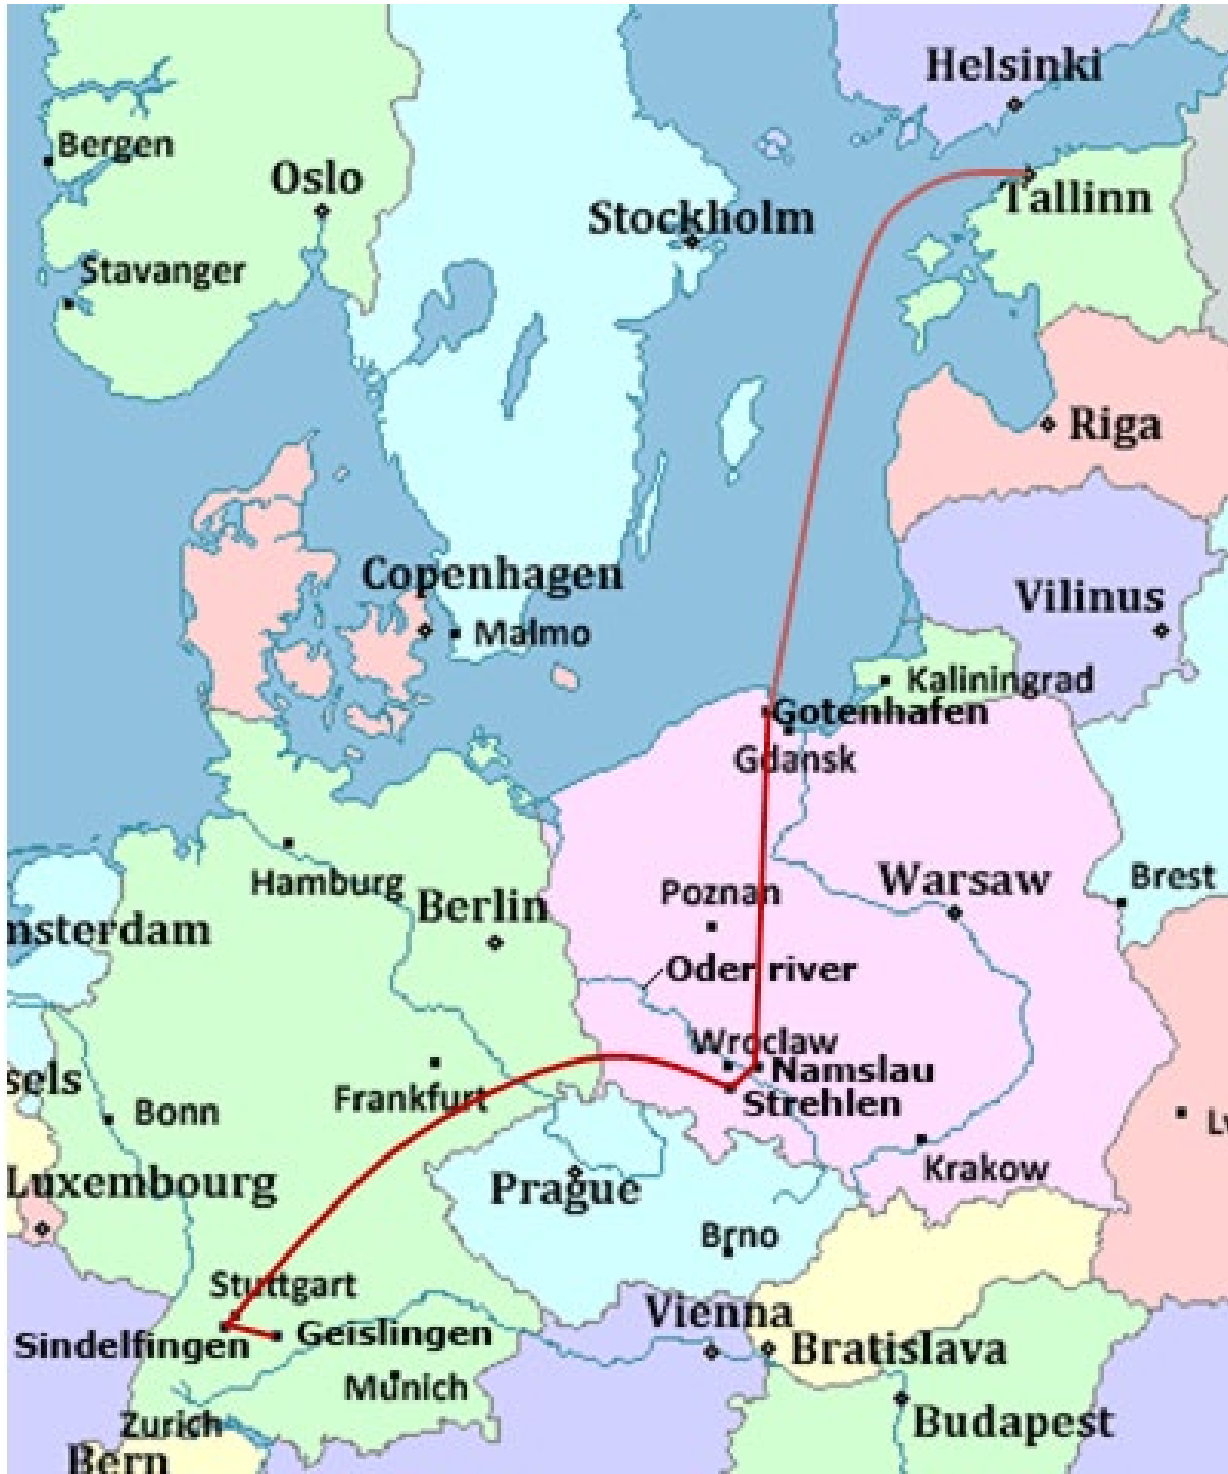 Helsinki
Bergen
Oslo
Tallinn
Stockholm
Stavanger
Riga
Copenhagen
Vilinus
Malmo
Kaliningrad
Gotenhafen
Gdansk
Hamburg
Berlin
Poznan
Warsaw
Brest
msterdam
Oder river
Wroclaw
Namslau
sels
Bonn
Frankfurt
Strehlen
Lv
Luxembourg
Prague
Krakow
Brno
Stuttgart
Vienna
Sindelfingen
Geislingen
Bratislava
Munich
Zurich
Budapest
Bern